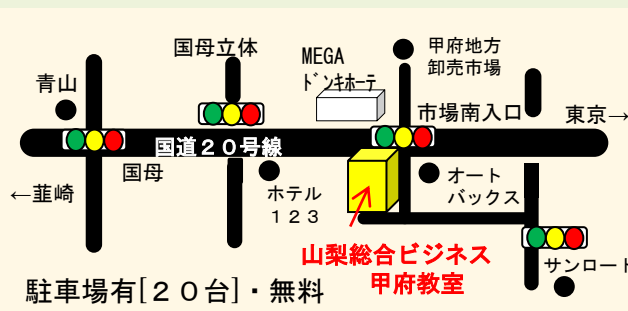 国母立体
MEGA
ドンキホーテ
甲府地方
卸売市場
青山
市場南入口
東京→
国道２０号線
国母
←韮崎
ホテル
１２３
オート
バックス
山梨総合ビジネス
甲府教室
サンロード
駐車場有[２０台]・無料